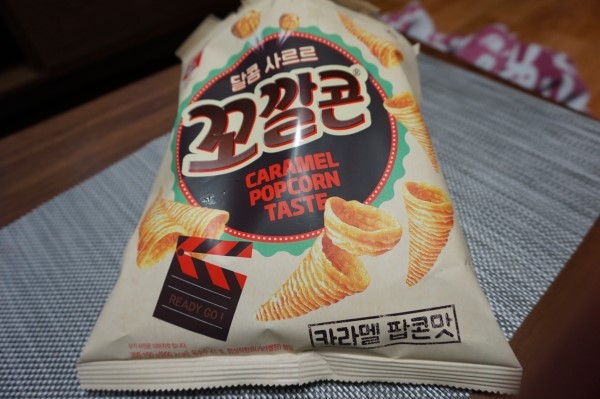 달콤 사르르
꼬깔콘®
CARAMEL
POPCORN
TASTE
READY GO!
카라멜 팝콘맛